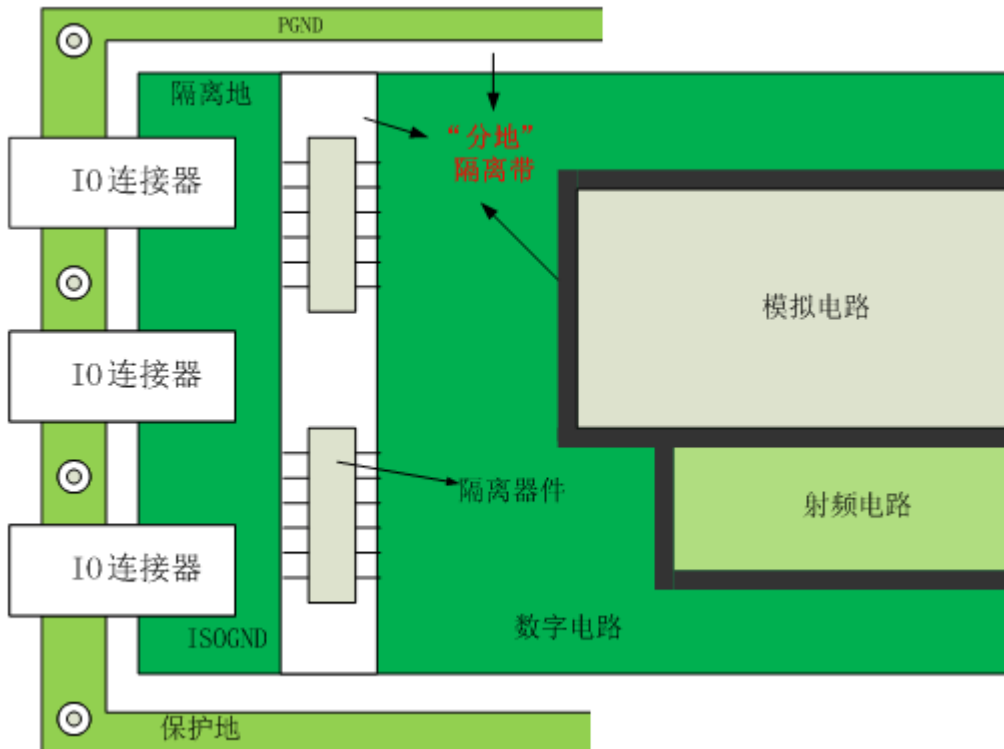 PGND
隔离地
“分地”
隔离带
IO连接器
模拟电路
IO连接器
隔离器件
射频电路
IO连接器
ISOGND
数字电路
保护地